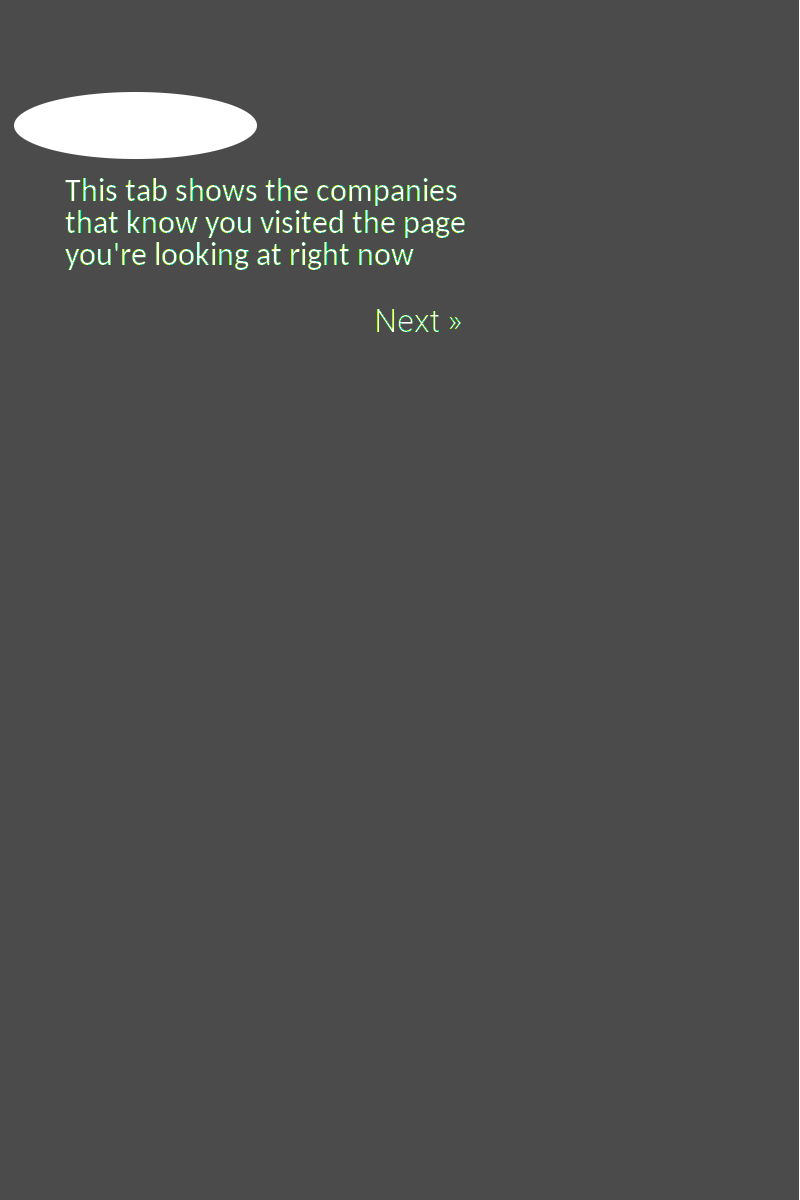 This tab shows the companies
that know you visited the page
you're looking at right now
Next »